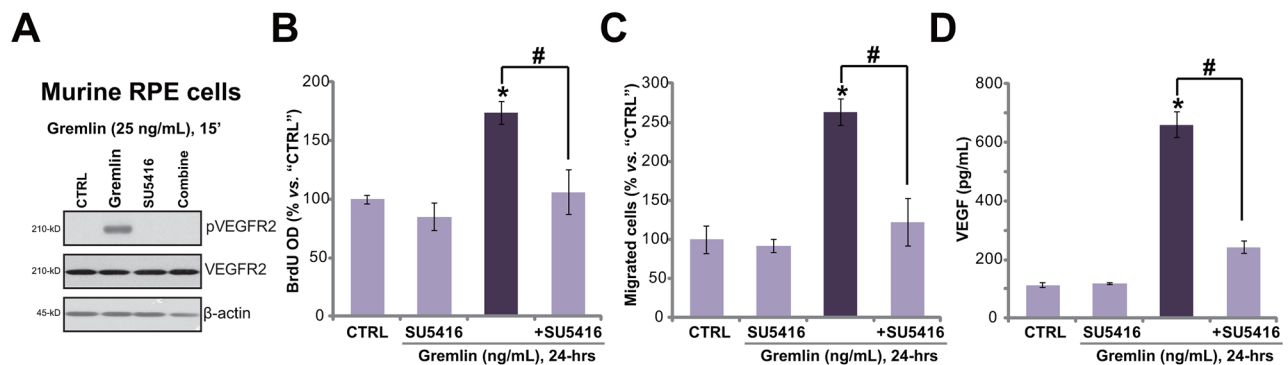 A
Murine RPE cells
Gremlin (25 ng/mL), 15’
CTRL
Gremlin
SU5416
Combine
210-kD
pVEGFR2
210-kD
VEGFR2
45-kD
β-actin
B
BrdU OD (% vs. “CTRL”)
200
150
100
50
0
*
#
CTRL SU5416 +SU5416
Gremlin (ng/mL), 24-hrs
C
Migrated cells (% vs. “CTRL”)
300
250
200
150
100
50
0
*
#
CTRL SU5416 +SU5416
Gremlin (ng/mL), 24-hrs
D
VEGF (pg/mL)
800
600
400
200
0
*
#
CTRL SU5416 +SU5416
Gremlin (ng/mL), 24-hrs